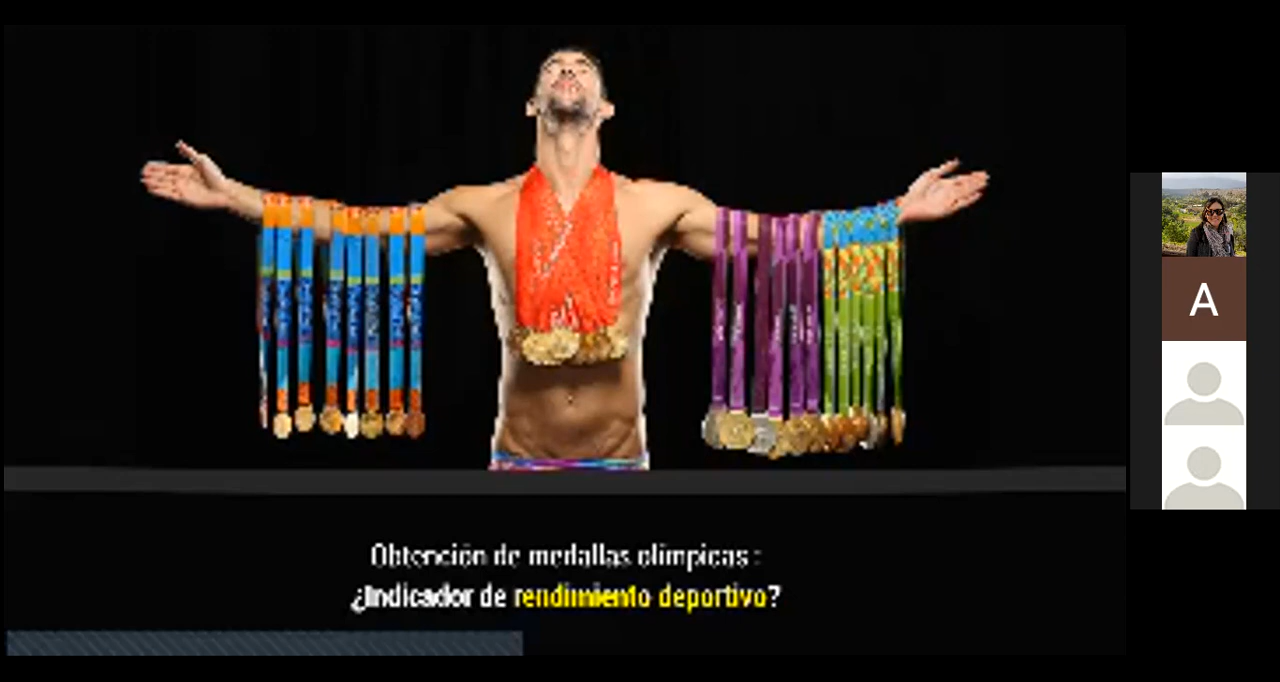 Obtención de medallas olímpicas :
¿Indicador de rendimiento deportivo?
A